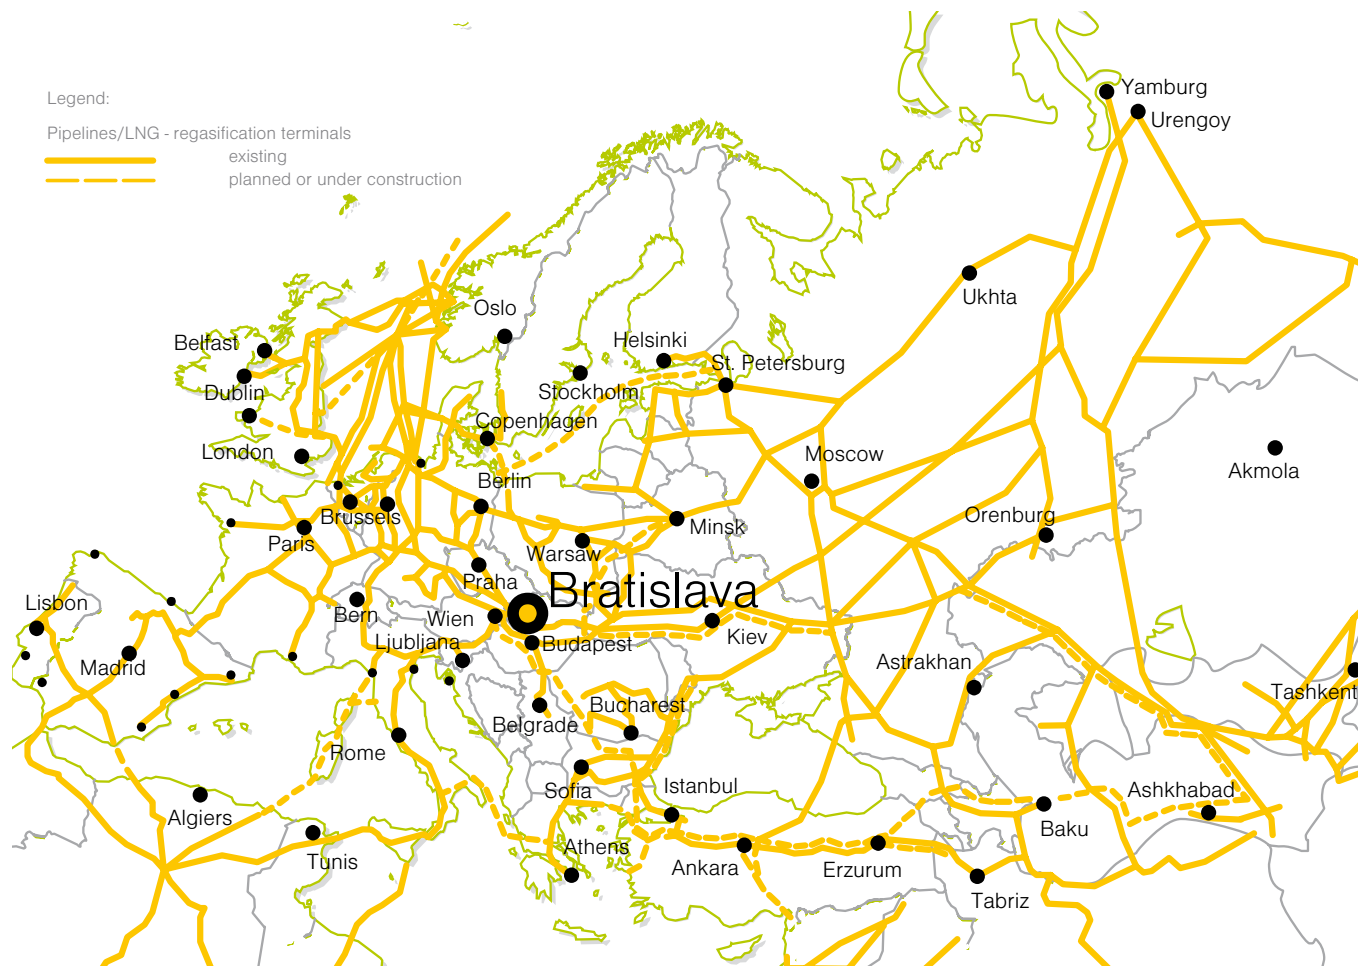 Yamburg
Legend:
Urengoy
Pipelines/LNG - regasification terminals
existing
planned or under construction
Ukhta
Oslo
Belfast
Helsinki
St. Petersburg
Dublin
Stockholm
Copenhagen
London
Moscow
Akmola
Berlin
Brussels
Orenburg
Minsk
Paris
Warsaw
Praha
Bratislava
Lisbon
Bern
Wien
Kiev
Ljubljana
Budapest
Madrid
Astrakhan
Tashkent
Bucharest
Belgrade
Rome
Istanbul
Sofia
Ashkhabad
Algiers
Baku
Athens
Tunis
Ankara
Erzurum
Tabriz